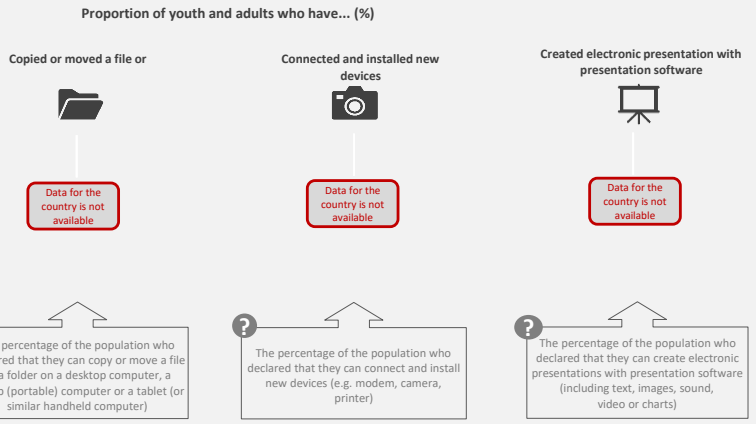 Proportion of youth and adults who have... (%)
Copied or moved a file or
Connected and installed new
devices
Created electronic presentation with
presentation software
Data for the
country is not
available
Data for the
country is not
available
Data for the
country is not
available
percentage of the population who
red that they can copy or move a file
a folder on a desktop computer, a
(portable) computer or a tablet (or
similar handheld computer)
?
The percentage of the population who
declared that they can connect and install
new devices (e.g. modem, camera,
printer)
?
The percentage of the population who
declared that they can create electronic
presentations with presentation software
(including text, images, sound,
video or charts)